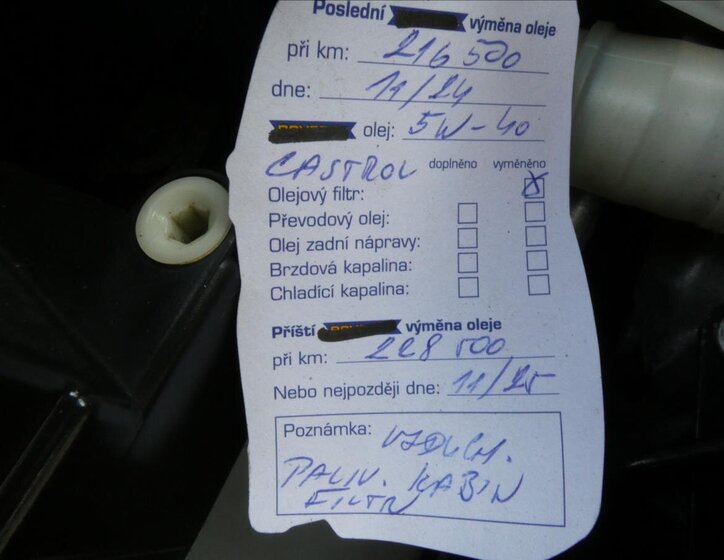 Poslední výměna oleje
při km: 216 500
dne: 11/24
olej: 5W-40
CASTROL doplněno vyměněno
Olejový filtr: X
Převodový olej:
Olej zadní nápravy:
Brzdová kapalina:
Chladící kapalina:
Příští výměna oleje
při km: 228 500
Nebo nejpozději dne: 11/25
Poznámka: VZDUCH.
PALIV. KABIN
FILTR